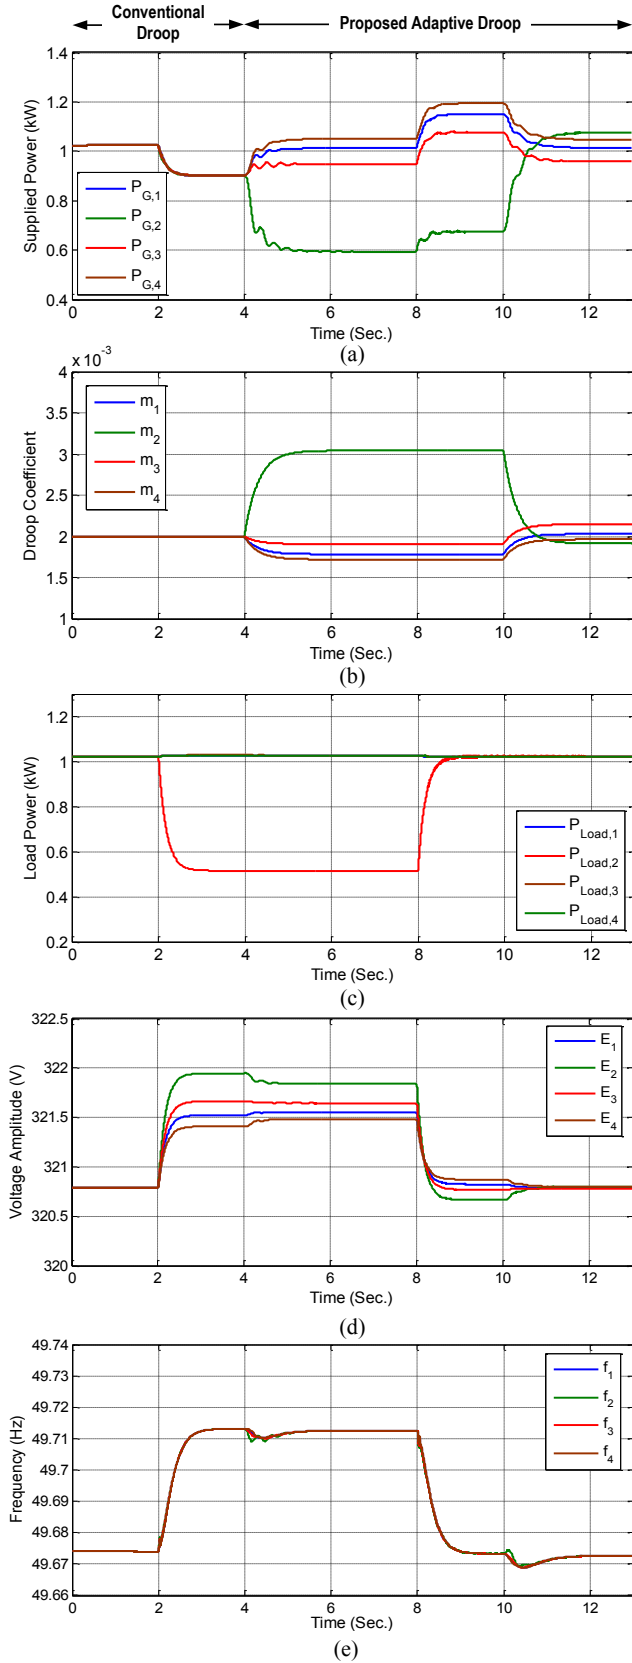 Conventional Droop
Proposed Adaptive Droop
1.4
1.2
1
0.8
0.6
0.4
Supplied Power (kW)
P_G,1
P_G,2
P_G,3
P_G,4
0 2 4 6 8 10 12
Time (Sec.)
(a)
x 10^-3
4
3.5
3
2.5
2
1.5
1
Droop Coefficient
m_1
m_2
m_3
m_4
0 2 4 6 8 10 12
Time (Sec.)
(b)
1.2
1
0.8
0.6
0.4
0.2
Load Power (kW)
P_Load,1
P_Load,2
P_Load,3
P_Load,4
0 2 4 6 8 10 12
Time (Sec.)
(c)
322.5
322
321.5
321
320.5
320
Voltage Amplitude (V)
E_1
E_2
E_3
E_4
0 2 4 6 8 10 12
Time (Sec.)
(d)
49.74
49.73
49.72
49.71
49.7
49.69
49.68
49.67
49.66
Frequency (Hz)
f_1
f_2
f_3
f_4
0 2 4 6 8 10 12
Time (Sec.)
(e)